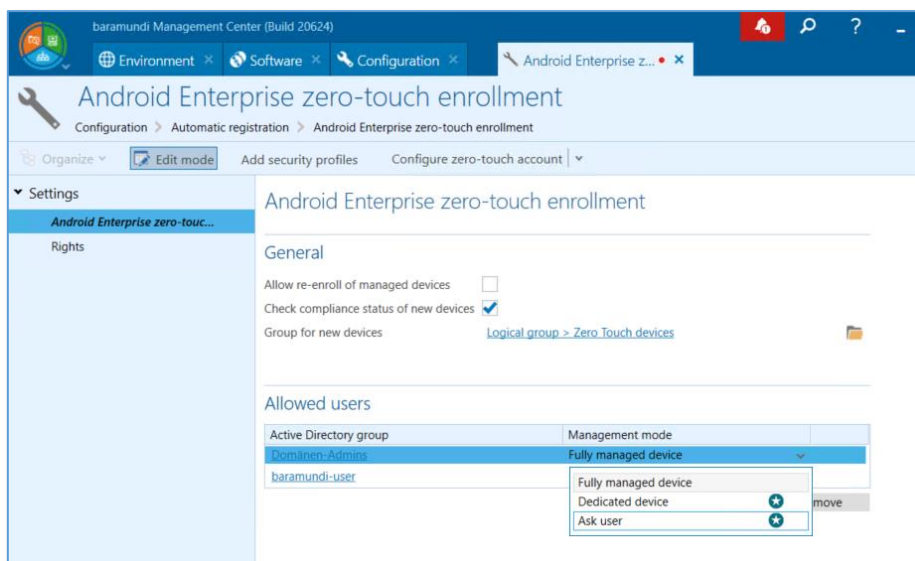 baramundi Management Center (Build 20624)
?
Environment × Software × Configuration × Android Enterprise z... ×
Android Enterprise zero-touch enrollment
Configuration > Automatic registration > Android Enterprise zero-touch enrollment
Organize Edit mode Add security profiles Configure zero-touch account
Settings
Android Enterprise zero-touc...
Rights
Android Enterprise zero-touch enrollment
General
Allow re-enroll of managed devices
Check compliance status of new devices
Group for new devices Logical group > Zero Touch devices
Allowed users
Active Directory group Management mode
Domänen-Admins Fully managed device
baramundi-user
Fully managed device
Dedicated device
move
Ask user